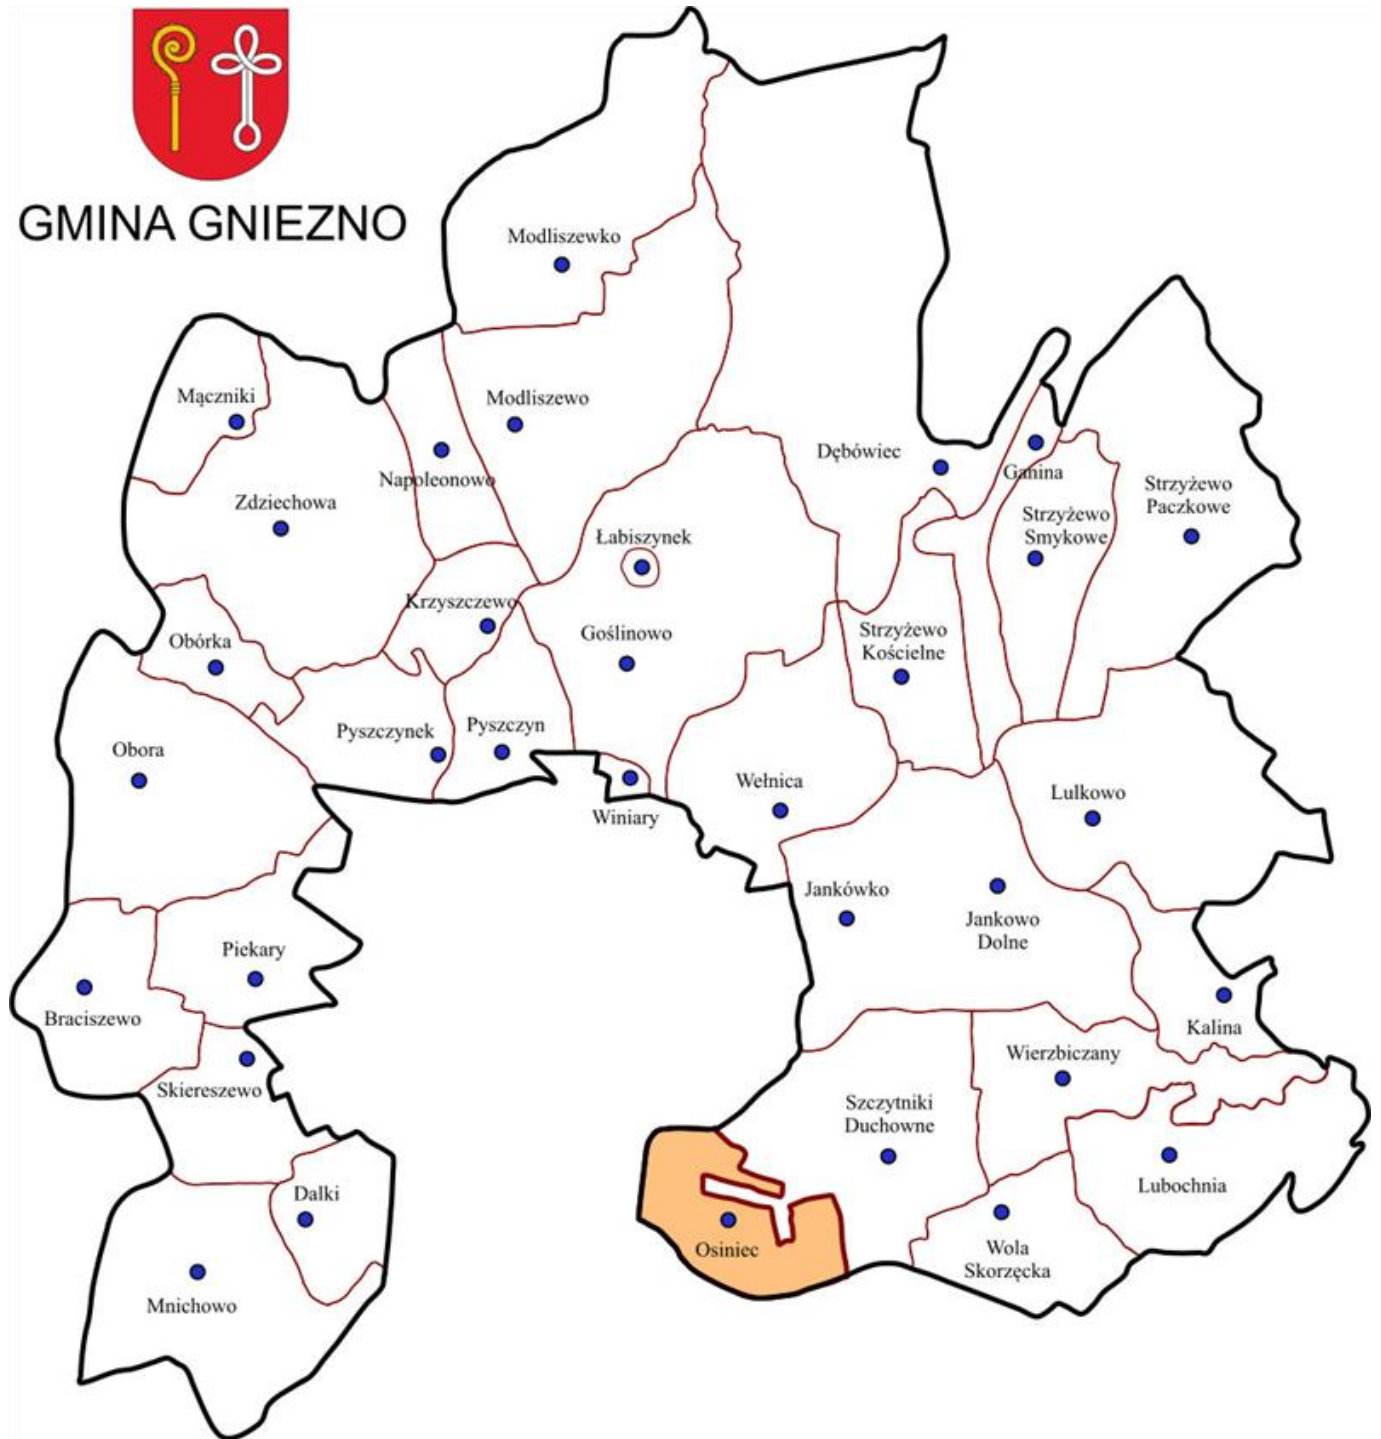 GMINA GNIEZNO
Modliszewko
Mączniki
Modliszewo
Napoleonowo
Dębówiec
Ganina
Strzyżewo
Paczkowe
Zdziechowa
Strzyżewo
Smykowe
Łabiszynek
Krzyszczewo
Goślinowo
Strzyżewo
Kościelne
Obórka
Pyszczynek
Pyszczyn
Obora
Wełnica
Lulkowo
Winiary
Jankówko
Jankowo
Dolne
Piekary
Braciszewo
Kalina
Skiereszewo
Wierzbiczany
Szczytniki
Duchowne
Dalki
Lubochnia
Osiniec
Wola
Skorzęcka
Mnichowo